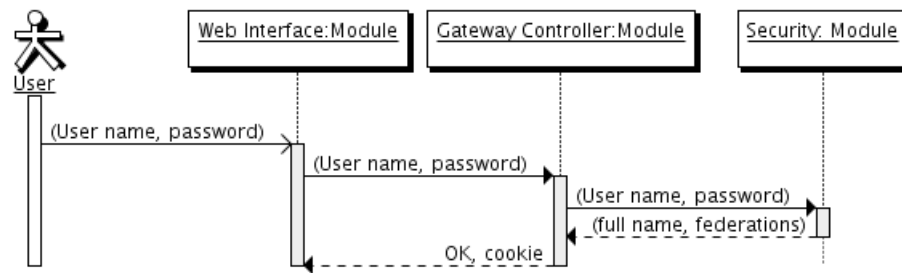 Web Interface:Module
Gateway Controller:Module
Security: Module
User
(User name, password)
(User name, password)
(User name, password)
(full name, federations)
OK, cookie